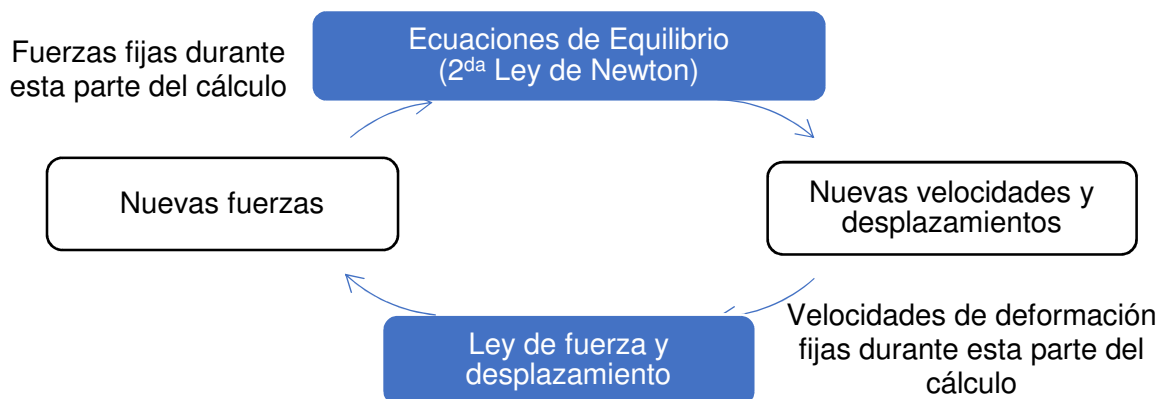 Fuerzas fijas durante
esta parte del cálculo
Ecuaciones de Equilibrio
(2da Ley de Newton)
Nuevas fuerzas
Nuevas velocidades y
desplazamientos
Ley de fuerza y
desplazamiento
Velocidades de deformación
fijas durante esta parte del
cálculo